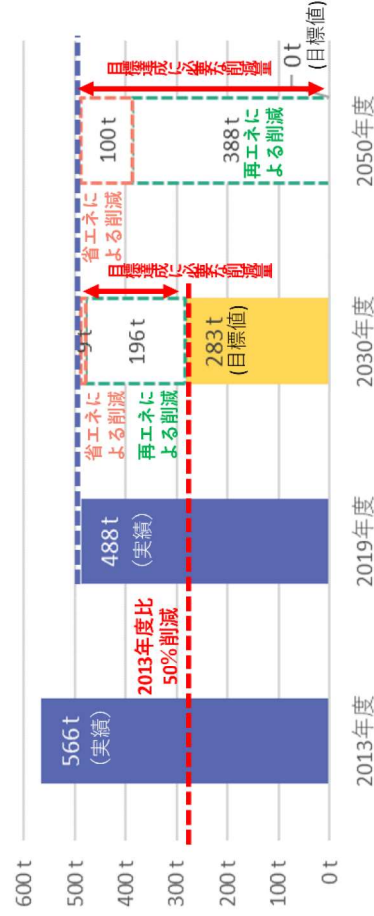 600 t
500 t
400 t
300 t
200 t
100 t
0 t
566 t
(実績)
2013年度比
50%削減
488 t
(実績)
省エネに
よる削減
再エネに
よる削減
9 t
196 t
283 t
(目標値)
目標達成に必要な削減量
省エネに
よる削減
100 t
388 t
再エネに
よる削減
目標達成に必要な削減量
0 t
(目標値)
2013年度
2019年度
2030年度
2050年度